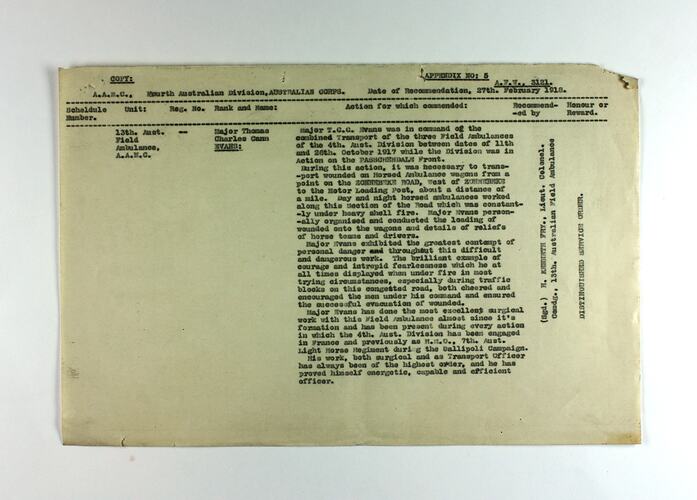 COPY:
APPENDIX NO: 5
A.F.W., 3121.
A.A.M.C., Fourth Australian Division, AUSTRALIAN CORPS. Date of Recommendation, 27th. February 1918.
Schedule Number. Unit: Reg. No. Rank and Name: Action for which commended: Recommend--ed by Honour or Reward.
13th. Aust. Field Ambulance, A.A.M.C.
--
Major Thomas Charles Cann EVANS:
Major T.C.C. Evans was in command of the
combined Transport of the three Field Ambulances
of the 4th. Aust. Division between dates of 11th
and 26th. October 1917 while the Division was in
Action on the PASSCHENDALE Front.
During this action, it was necessary to trans-
-port wounded on Horsed Ambulance wagons from a
point on the ZONNEBEKE ROAD, West of ZONNEBEKE
to the Motor Loading Post, about a distance of
a mile. Day and night horsed ambulances worked
along this Section of the Road which was constant-
-ly under heavy shell fire. Major Evans person-
-ally organised and conducted the loading of
wounded onto the wagons and details of reliefs
of horse teams and drivers.
Major Evans exhibited the greatest contempt of
personal danger throughout this difficult
and dangerous work. The brilliant example of
courage and intrepid fearlessness which he at
all times displayed when under fire in most
trying circumstances, especially during traffic
blocks on this congested road, both cheered and
encouraged the men under his command and ensured
the successful evacuation of wounded.
Major Evans has done the most excellent surgical
work with this Field Ambulance almost since it's
formation and has been present during every action
in which the 4th. Aust. Division has been engaged
in France and previously as R.M.O., 7th. Aust.
Light Horse Regiment during the Gallipoli Campaign.
His work, both surgical and as Transport Officer
has always been of the highest order, and he has
proved himself energetic, capable and efficient
officer.
(Sgd.) H. KENNETH FRY., Lieut. Colonel.
Comdg., 13th. Australian Field Ambulance
DISTINGUISHED SERVICE ORDER.